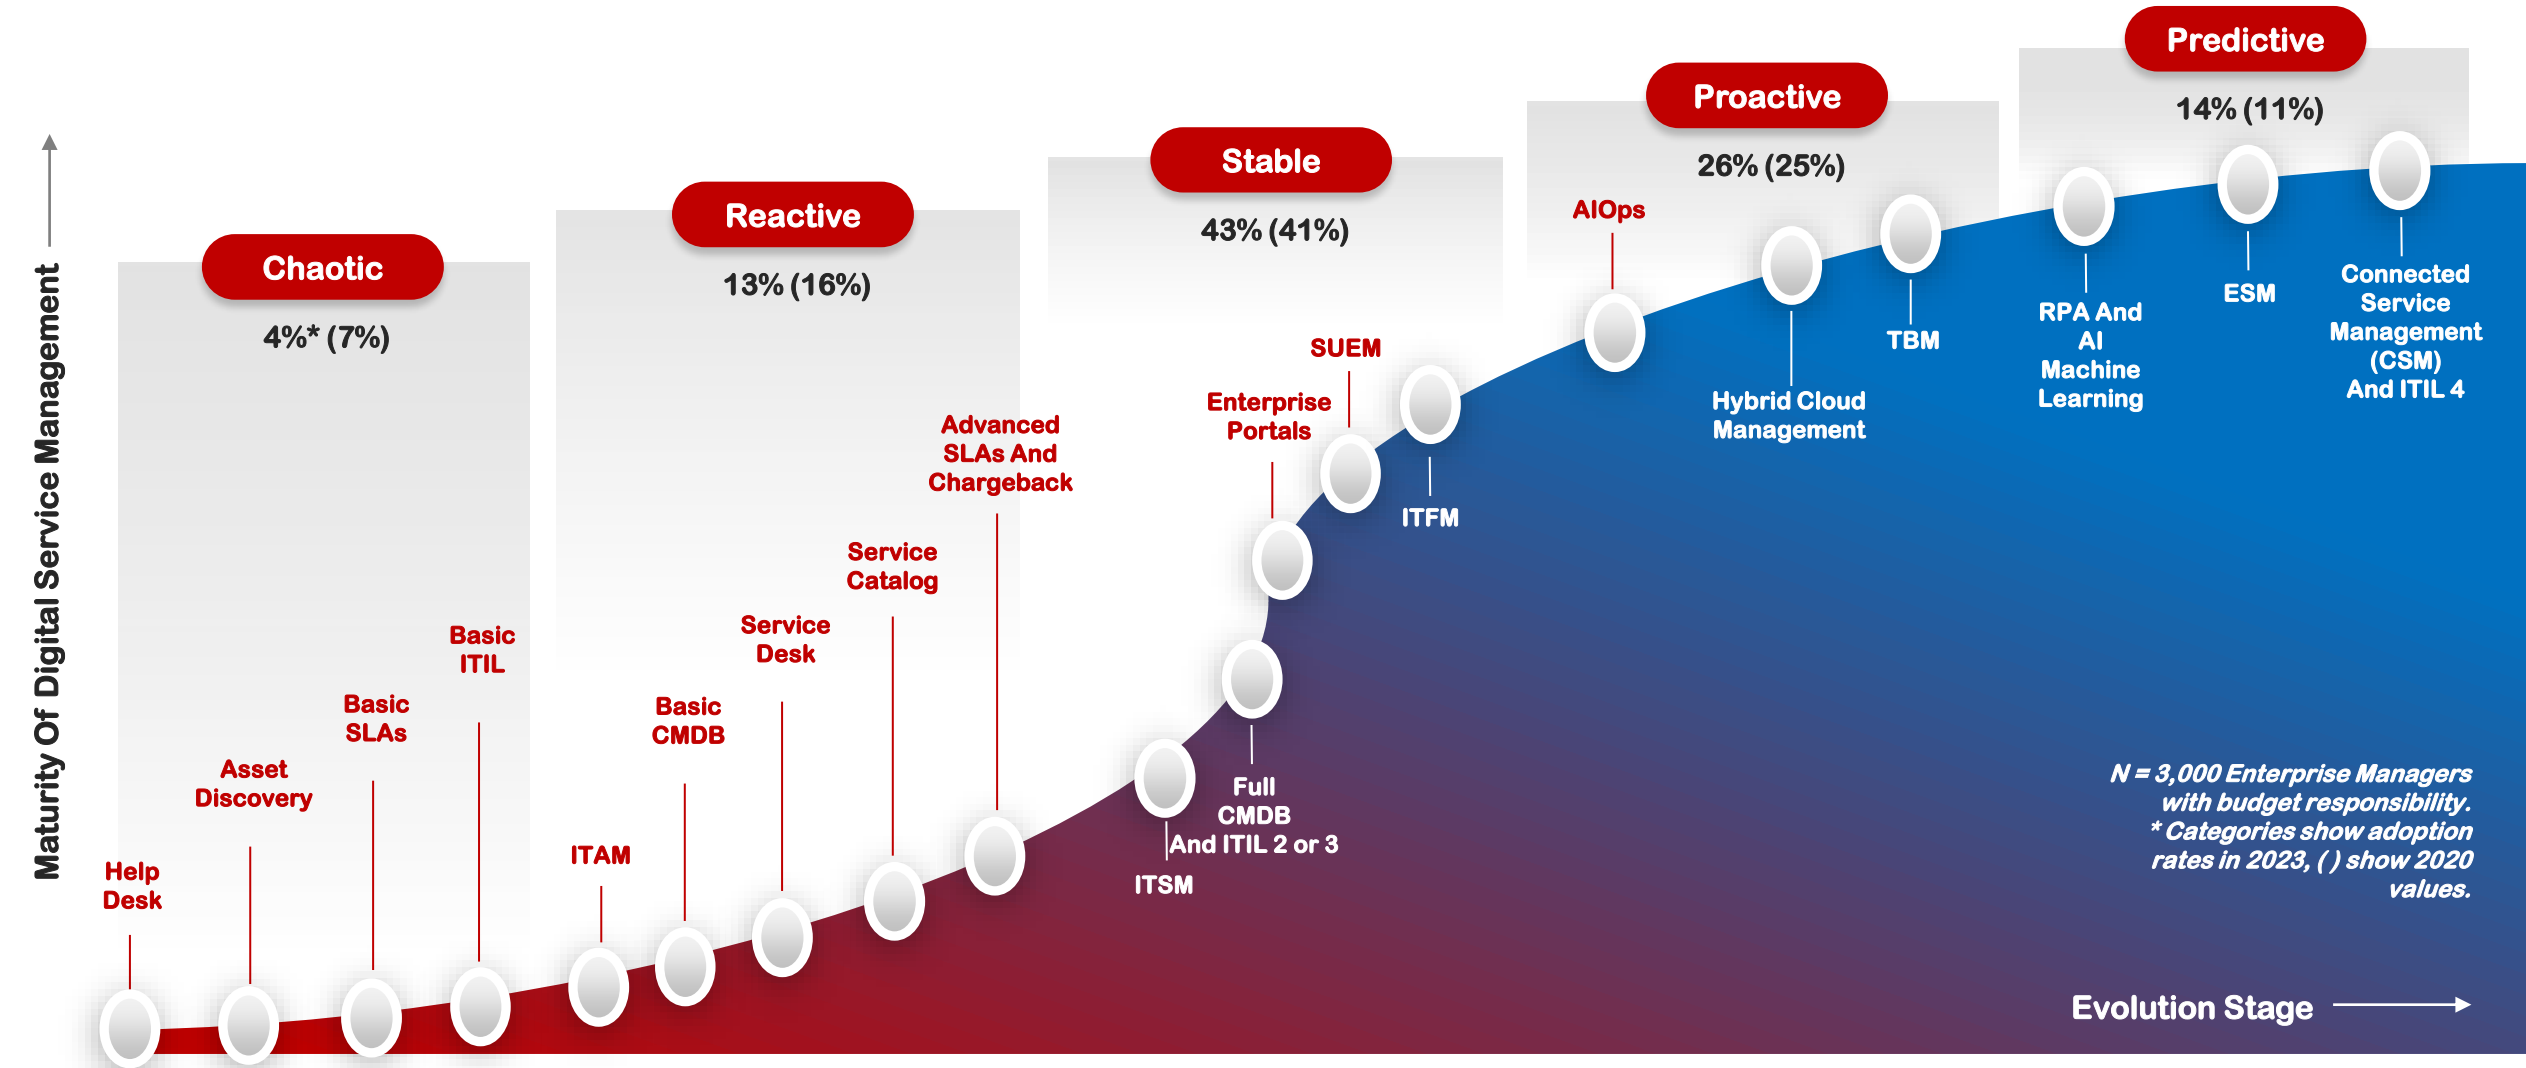 Maturity Of Digital Service Management
Chaotic
4%* (7%)
Help
Desk
Asset
Discovery
Basic
SLAs
Basic
ITIL
Reactive
13% (16%)
ITAM
Basic
CMDB
Service
Desk
Service
Catalog
Advanced
SLAs And
Chargeback
Stable
43% (41%)
ITSM
Full
CMDB
And ITIL 2 or 3
Enterprise
Portals
SUEM
ITFM
Proactive
26% (25%)
AIOps
Hybrid Cloud
Management
TBM
Predictive
14% (11%)
RPA And
AI
Machine
Learning
ESM
Connected
Service
Management
(CSM)
And ITIL 4
N = 3,000 Enterprise Managers
with budget responsibility.
* Categories show adoption
rates in 2023, ( ) show 2020
values.
Evolution Stage